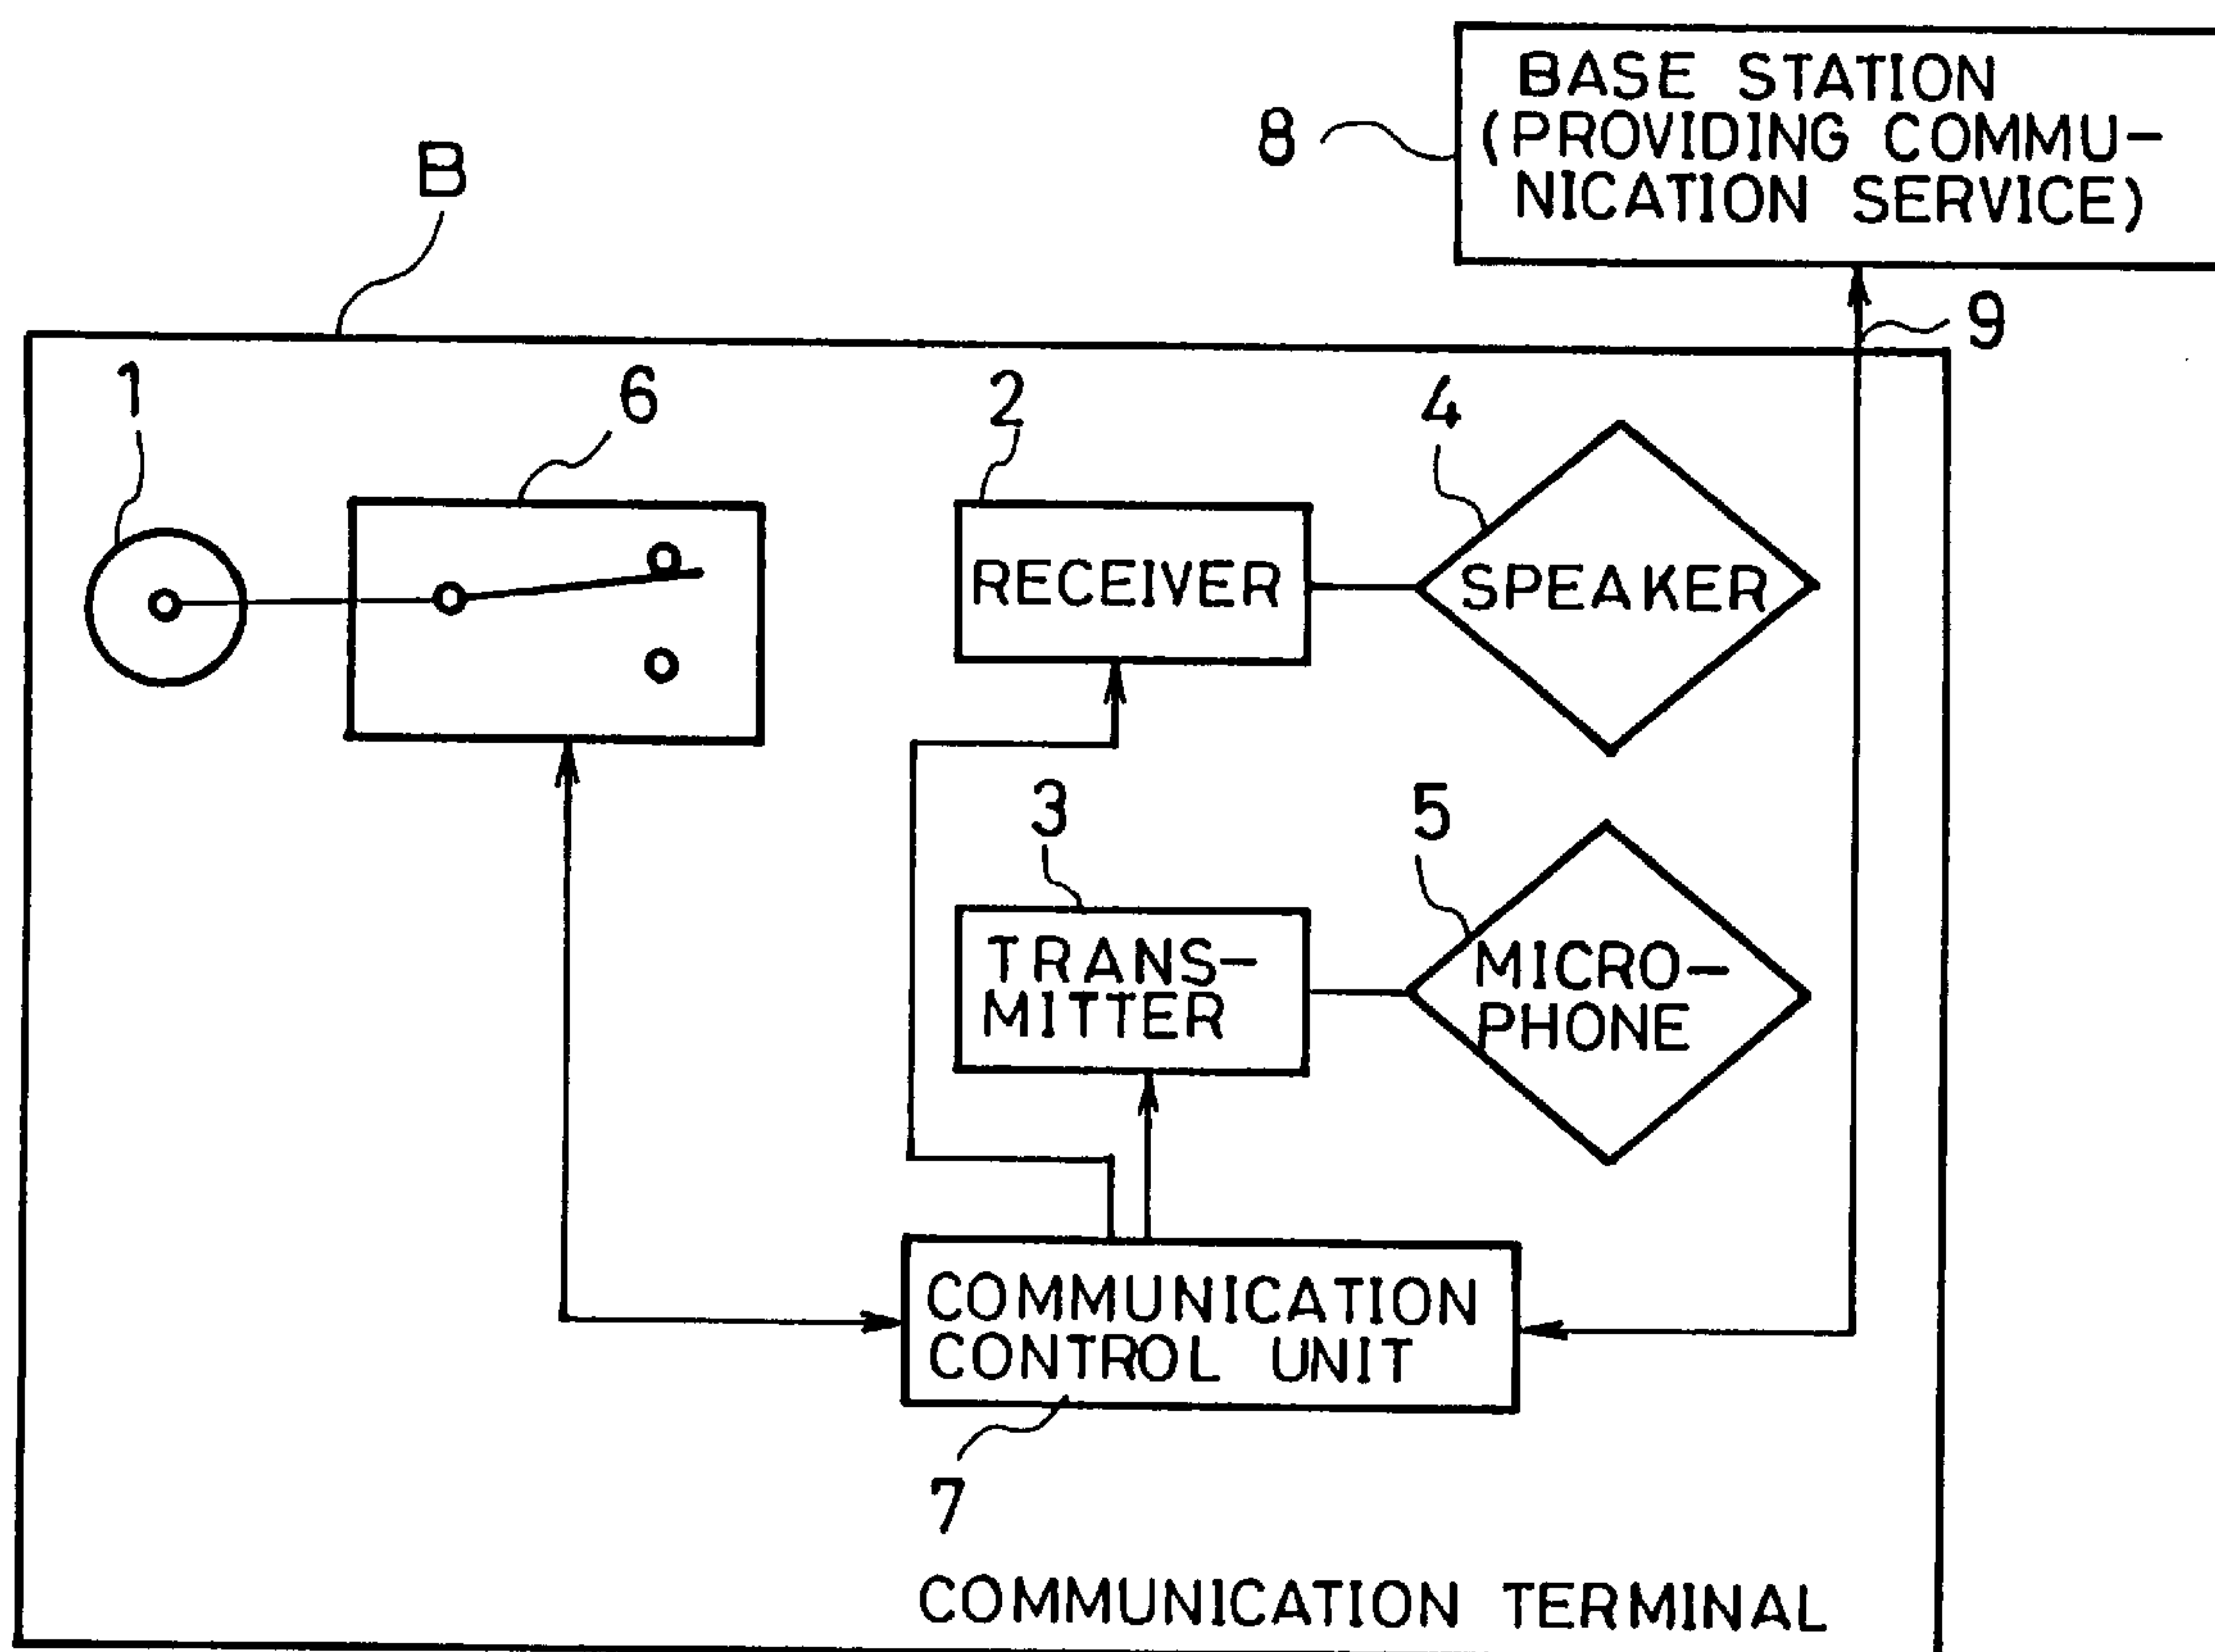 BASE STATION
(PROVIDING COMMU-
NICATION SERVICE)
8
B
9
1
6
2
4
RECEIVER
SPEAKER
3
5
TRANS-
MITTER
MICRO-
PHONE
COMMUNICATION
CONTROL UNIT
7
COMMUNICATION TERMINAL